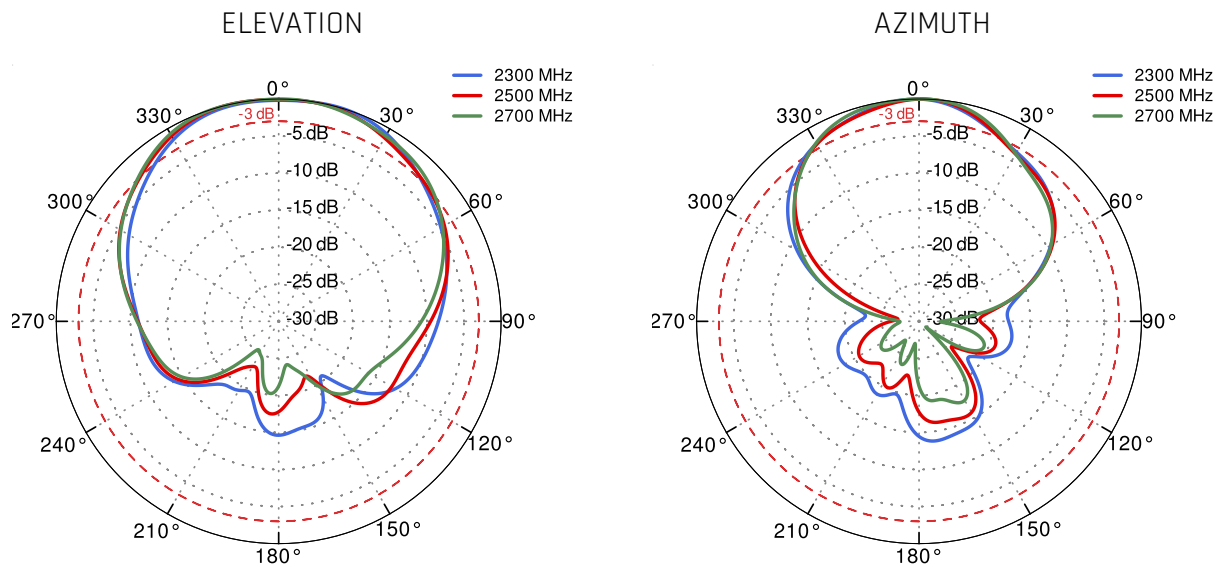 ELEVATION
2300 MHz
2500 MHz
2700 MHz
0°
330°
30°
-3 dB
-5 dB
-10 dB
300°
60°
-15 dB
-20 dB
-25 dB
-30 dB
270°
90°
240°
120°
210°
150°
180°
AZIMUTH
2300 MHz
2500 MHz
2700 MHz
0°
330°
30°
-3 dB
-5 dB
-10 dB
300°
60°
-15 dB
-20 dB
-25 dB
-30 dB
270°
90°
240°
120°
210°
150°
180°